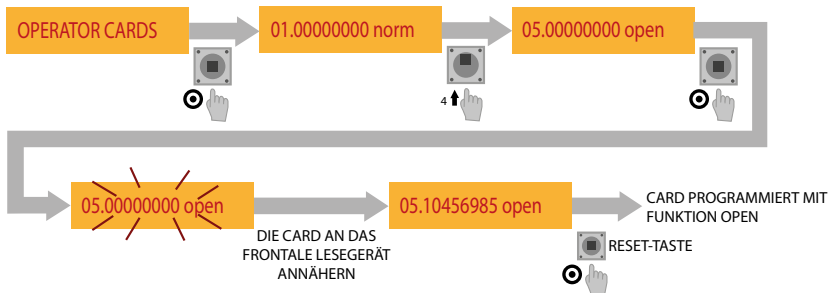 OPERATOR CARDS
01.00000000 norm
05.00000000 open
4
05.00000000 open
DIE CARD AN DAS
FRONTALE LESEGERÄT
ANNÄHERN
05.10456985 open
RESET-TASTE
CARD PROGRAMMIERT MIT
FUNKTION OPEN